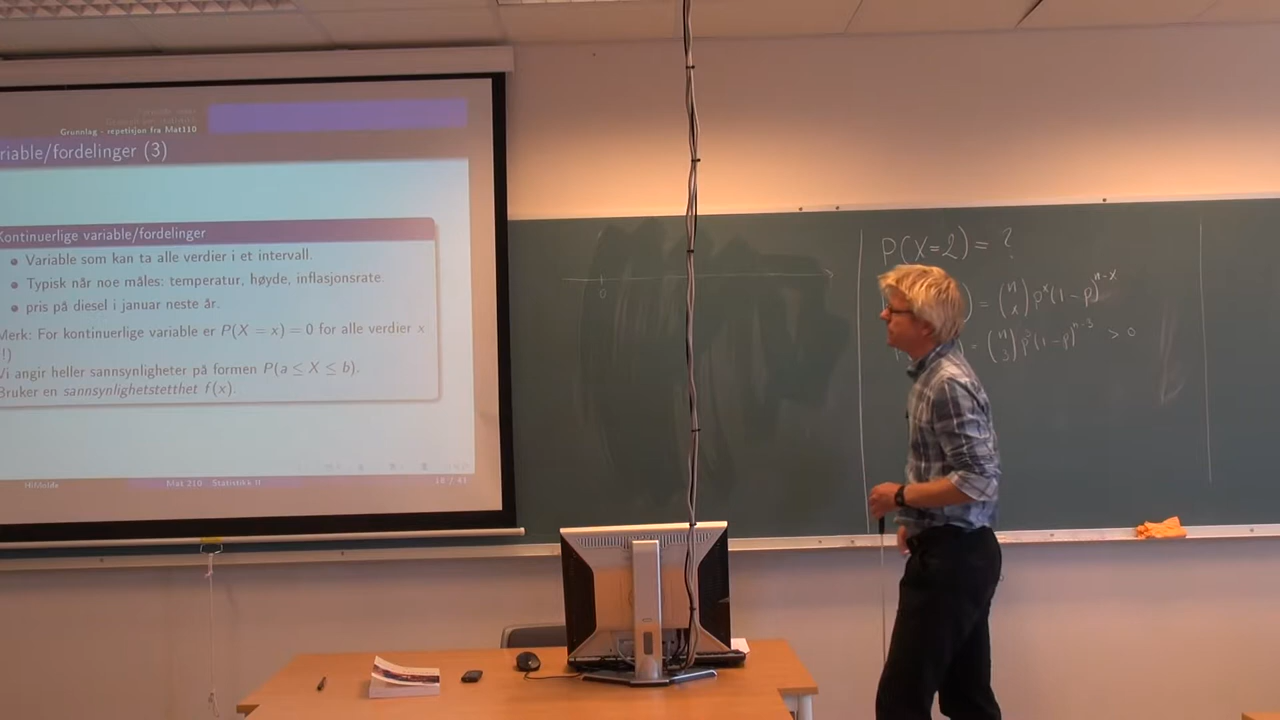 Grunnlag - repetisjon fra Mat110
riable/fordelinger (3)
Kontinuerlige variable/fordelinger
Variable som kan ta alle verdier i et intervall.
Typisk når noe måles: temperatur, høyde, inflasjonsrate.
pris på diesel i januar neste år.
Merk: For kontinuerlige variable er P(X = x) = 0 for alle verdier x
!)
Vi angir heller sannsynligheter på formen P(a ≤ X ≤ b).
Bruker en sannsynlighetstetthet f(x).
HiMolde
Mat 210 Statistikk II
P(X=2) = ?
) = (n x) p^x (1-p)^{n-x}
= (n 3) p^3 (1-p)^{n-3} > 0
0